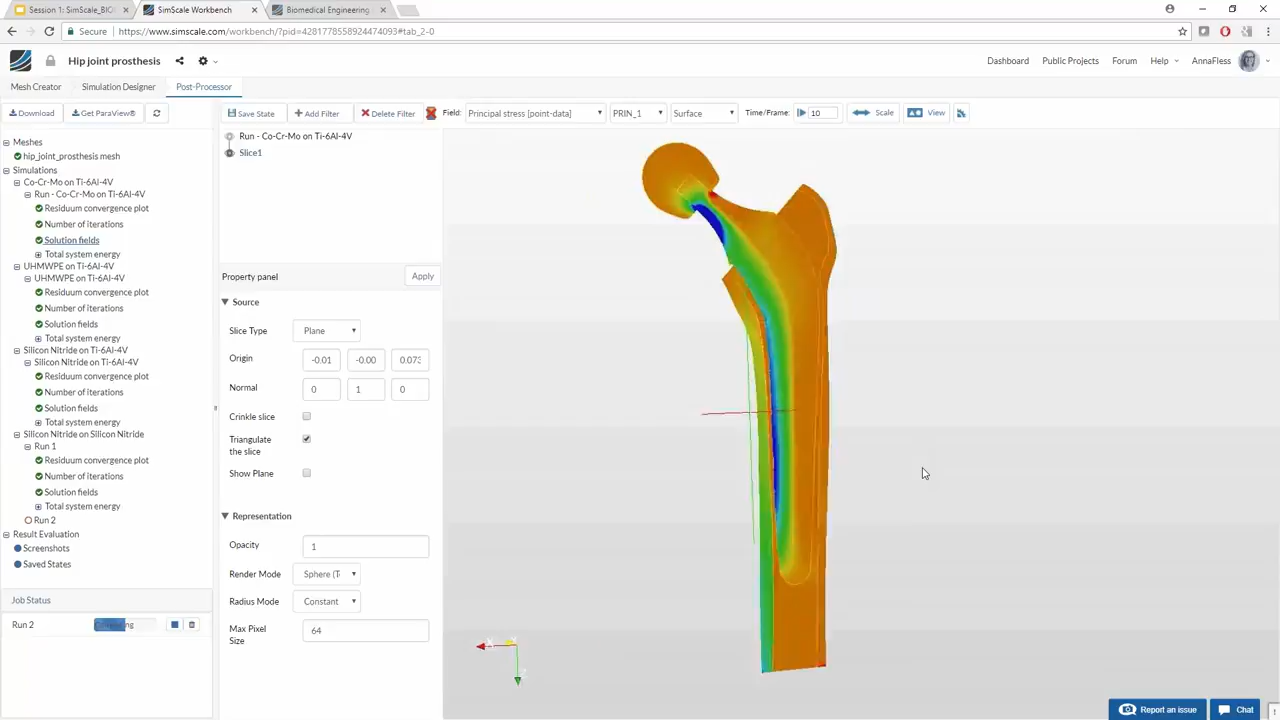 Session 1: SimScale_BIO
SimScale Workbench
Biomedical Engineering
Secure
https://www.simscale.com/workbench/?pid=4281778558924474093#tab_2-0
Hip joint prosthesis
Dashboard
Public Projects
Forum
Help
AnnaFless
Mesh Creator
Simulation Designer
Post-Processor
Download
Get ParaView®
Save State
Add Filter
Delete Filter
Field:
Principal stress [point-data]
PRIN_1
Surface
Time/Frame:
10
Scale
View
Meshes
hip_joint_prosthesis mesh
Simulations
Co-Cr-Mo on Ti-6Al-4V
Run - Co-Cr-Mo on Ti-6Al-4V
Residuum convergence plot
Number of iterations
Solution fields
Total system energy
UHMWPE on Ti-6Al-4V
UHMWPE on Ti-6Al-4V
Residuum convergence plot
Number of iterations
Solution fields
Total system energy
Silicon Nitride on Ti-6Al-4V
Silicon Nitride on Ti-6Al-4V
Residuum convergence plot
Number of iterations
Solution fields
Total system energy
Silicon Nitride on Silicon Nitride
Run 1
Residuum convergence plot
Number of iterations
Solution fields
Total system energy
Run 2
Result Evaluation
Screenshots
Saved States
Job Status
Run 2
Run - Co-Cr-Mo on Ti-6Al-4V
Slice1
Property panel
Apply
Source
Slice Type
Plane
Origin
-0.01
-0.00
0.073
Normal
0
1
0
Crinkle slice
Triangulate
the slice
Show Plane
Representation
Opacity
1
Render Mode
Sphere (T
Radius Mode
Constant
Max Pixel
Size
64
Report an issue
Chat